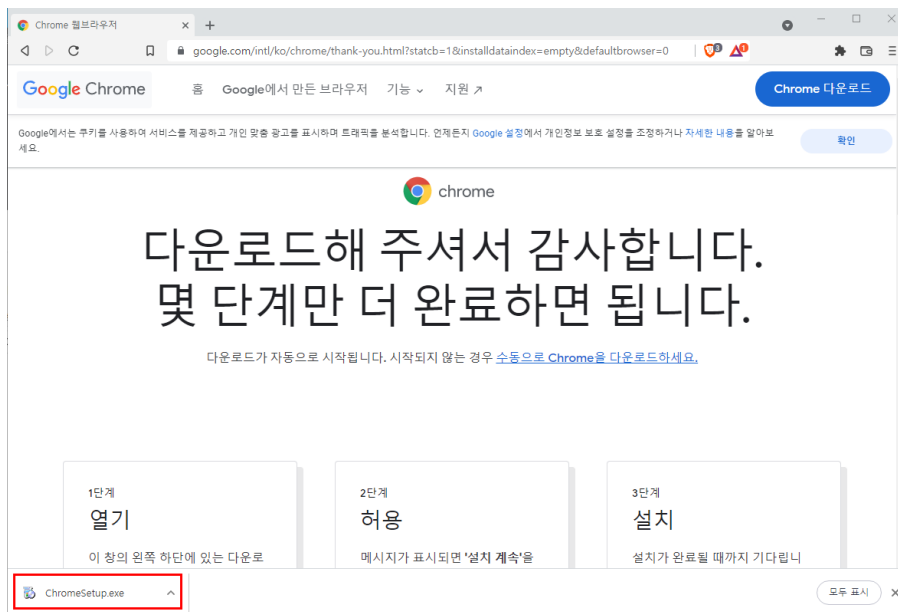 Chrome 웹브라우저
google.com/intl/ko/chrome/thank-you.html?statcb=1&installdataindex=empty&defaultbrowser=0
Google Chrome 홈 Google에서 만든 브라우저 기능 지원 Chrome 다운로드
Google에서는 쿠키를 사용하여 서비스를 제공하고 개인 맞춤 광고를 표시하며 트래픽을 분석합니다. 언제든지 Google 설정에서 개인정보 보호 설정을 조정하거나 자세한 내용을 알아보
세요.
확인
chrome
다운로드해 주셔서 감사합니다.
몇 단계만 더 완료하면 됩니다.
다운로드가 자동으로 시작됩니다. 시작되지 않는 경우 수동으로 Chrome을 다운로드하세요.
1단계
열기
이 창의 왼쪽 하단에 있는 다운로
2단계
허용
메시지가 표시되면 '설치 계속'을
3단계
설치
설치가 완료될 때까지 기다립니
ChromeSetup.exe
모두 표시